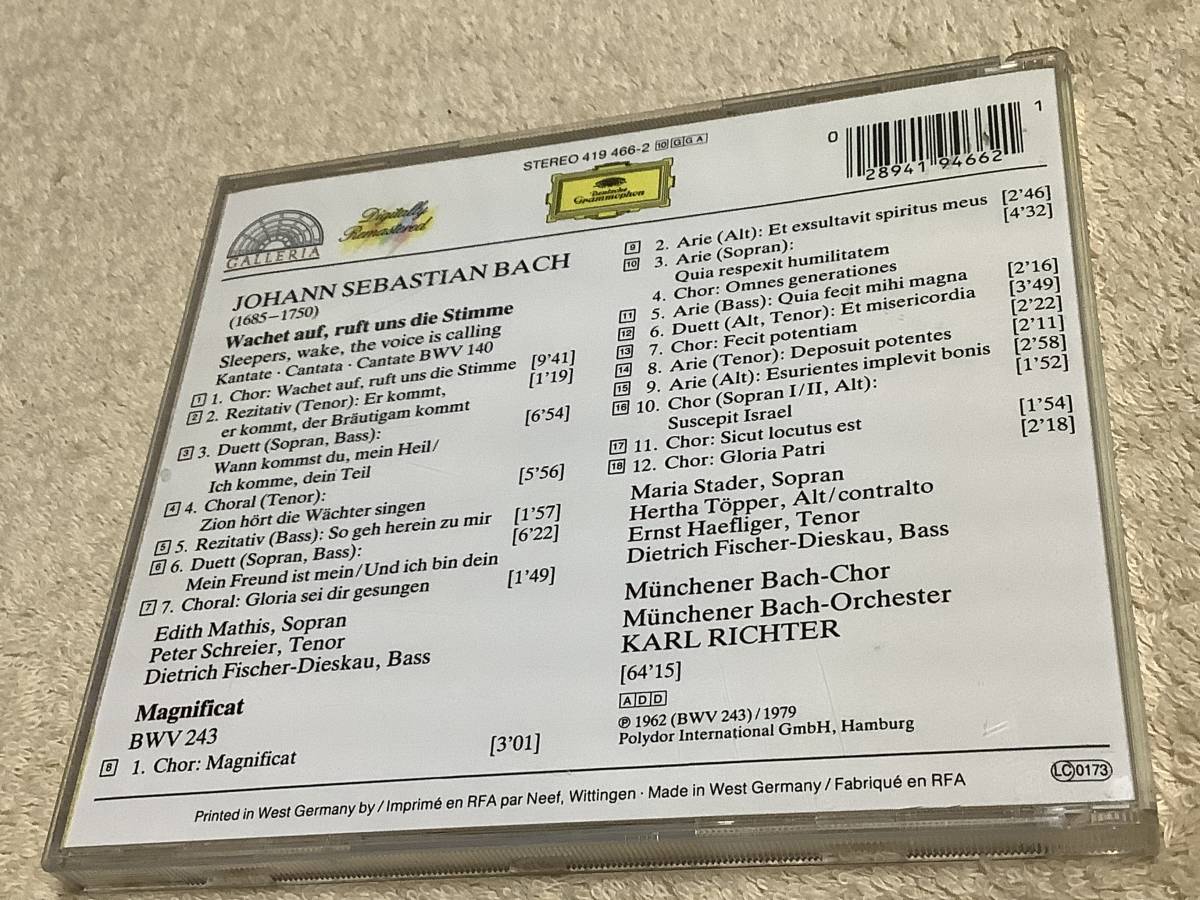 STEREO 419 466-2 10 G G A
Deutsche
Grammophon
0
28941 94662
1
GALLERIA
Digitally
Remastered
JOHANN SEBASTIAN BACH
(1685–1750)
Wachet auf, ruft uns die Stimme
Sleepers, wake, the voice is calling
Kantate · Cantata · Cantate BWV 140
1 1. Chor: Wachet auf, ruft uns die Stimme [9’41]
2 2. Rezitativ (Tenor): Er kommt, [1’19]
er kommt, der Bräutigam kommt
3 3. Duett (Sopran, Bass): [6’54]
Wann kommst du, mein Heil/
Ich komme, dein Teil
4 4. Choral (Tenor): [5’56]
Zion hört die Wächter singen
5 5. Rezitativ (Bass): So geh herein zu mir [1’57]
6 6. Duett (Sopran, Bass): [6’22]
Mein Freund ist mein/Und ich bin dein
7 7. Choral: Gloria sei dir gesungen [1’49]
Edith Mathis, Sopran
Peter Schreier, Tenor
Dietrich Fischer-Dieskau, Bass
Magnificat
BWV 243
8 1. Chor: Magnificat [3’01]
9 2. Arie (Alt): Et exsultavit spiritus meus [2’46]
10 3. Arie (Sopran): [4’32]
Quia respexit humilitatem
4. Chor: Omnes generationes
11 5. Arie (Bass): Quia fecit mihi magna [2’16]
12 6. Duett (Alt, Tenor): Et misericordia [3’49]
13 7. Chor: Fecit potentiam [2’22]
14 8. Arie (Tenor): Deposuit potentes [2’11]
15 9. Arie (Alt): Esurientes implevit bonis [2’58]
16 10. Chor (Sopran I/II, Alt): [1’52]
Suscepit Israel
17 11. Chor: Sicut locutus est [1’54]
18 12. Chor: Gloria Patri [2’18]
Maria Stader, Sopran
Hertha Töpper, Alt/contralto
Ernst Haefliger, Tenor
Dietrich Fischer-Dieskau, Bass
Münchener Bach-Chor
Münchener Bach-Orchester
KARL RICHTER
[64’15]
A D D
℗ 1962 (BWV 243)/1979
Polydor International GmbH, Hamburg
Printed in West Germany by / Imprimé en RFA par Neef, Wittingen · Made in West Germany / Fabriqué en RFA
LC 0173